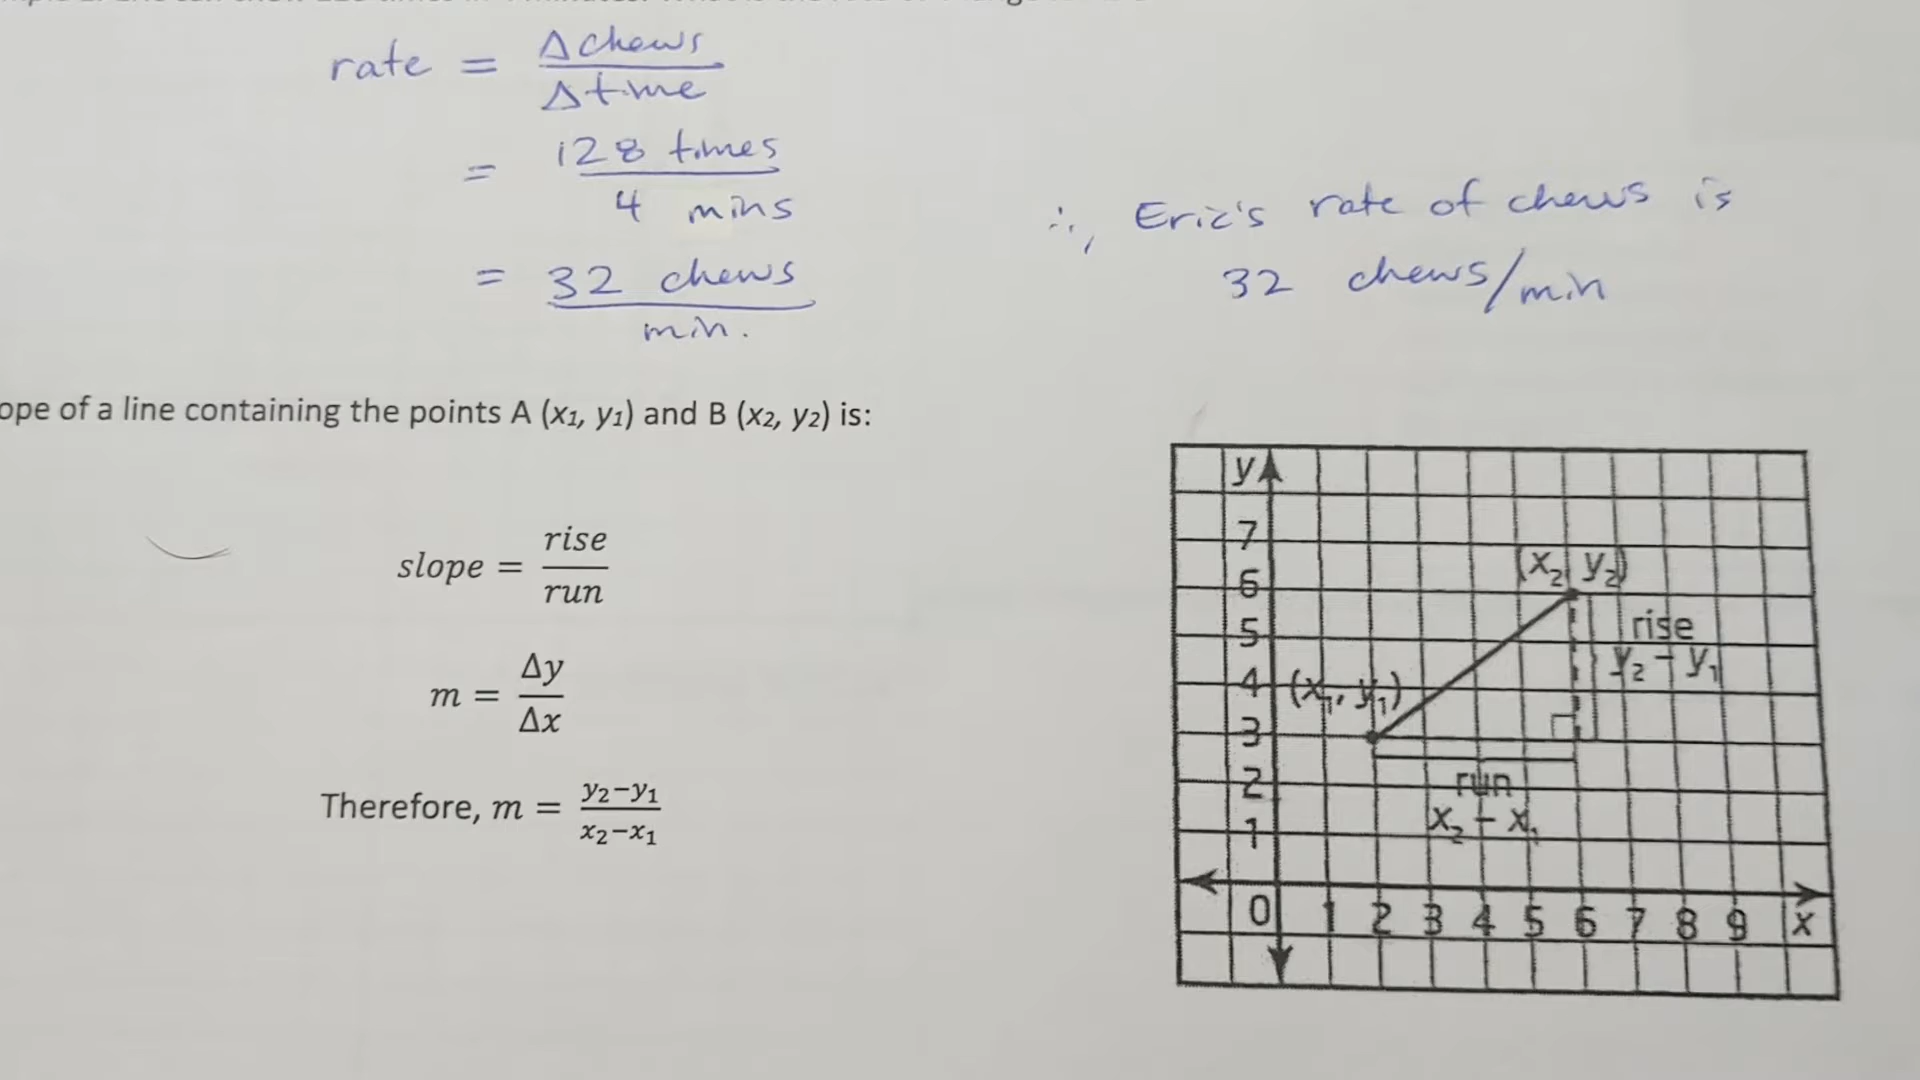 rate = Δchews
Δtime
= 128 times
4 mins
= 32 chews
min.
∴, Eric's rate of chews is
32 chews/min
ope of a line containing the points A (x₁, y₁) and B (x₂, y₂) is:
slope = rise
run
m = Δy
Δx
Therefore, m = y₂−y₁
x₂−x₁
y
7
6
5
4
3
2
1
(x₂ y₂)
rise
y₂ − y₁
(x₁, y₁)
run
x₂ − x₁
0 1 2 3 4 5 6 7 8 9 x